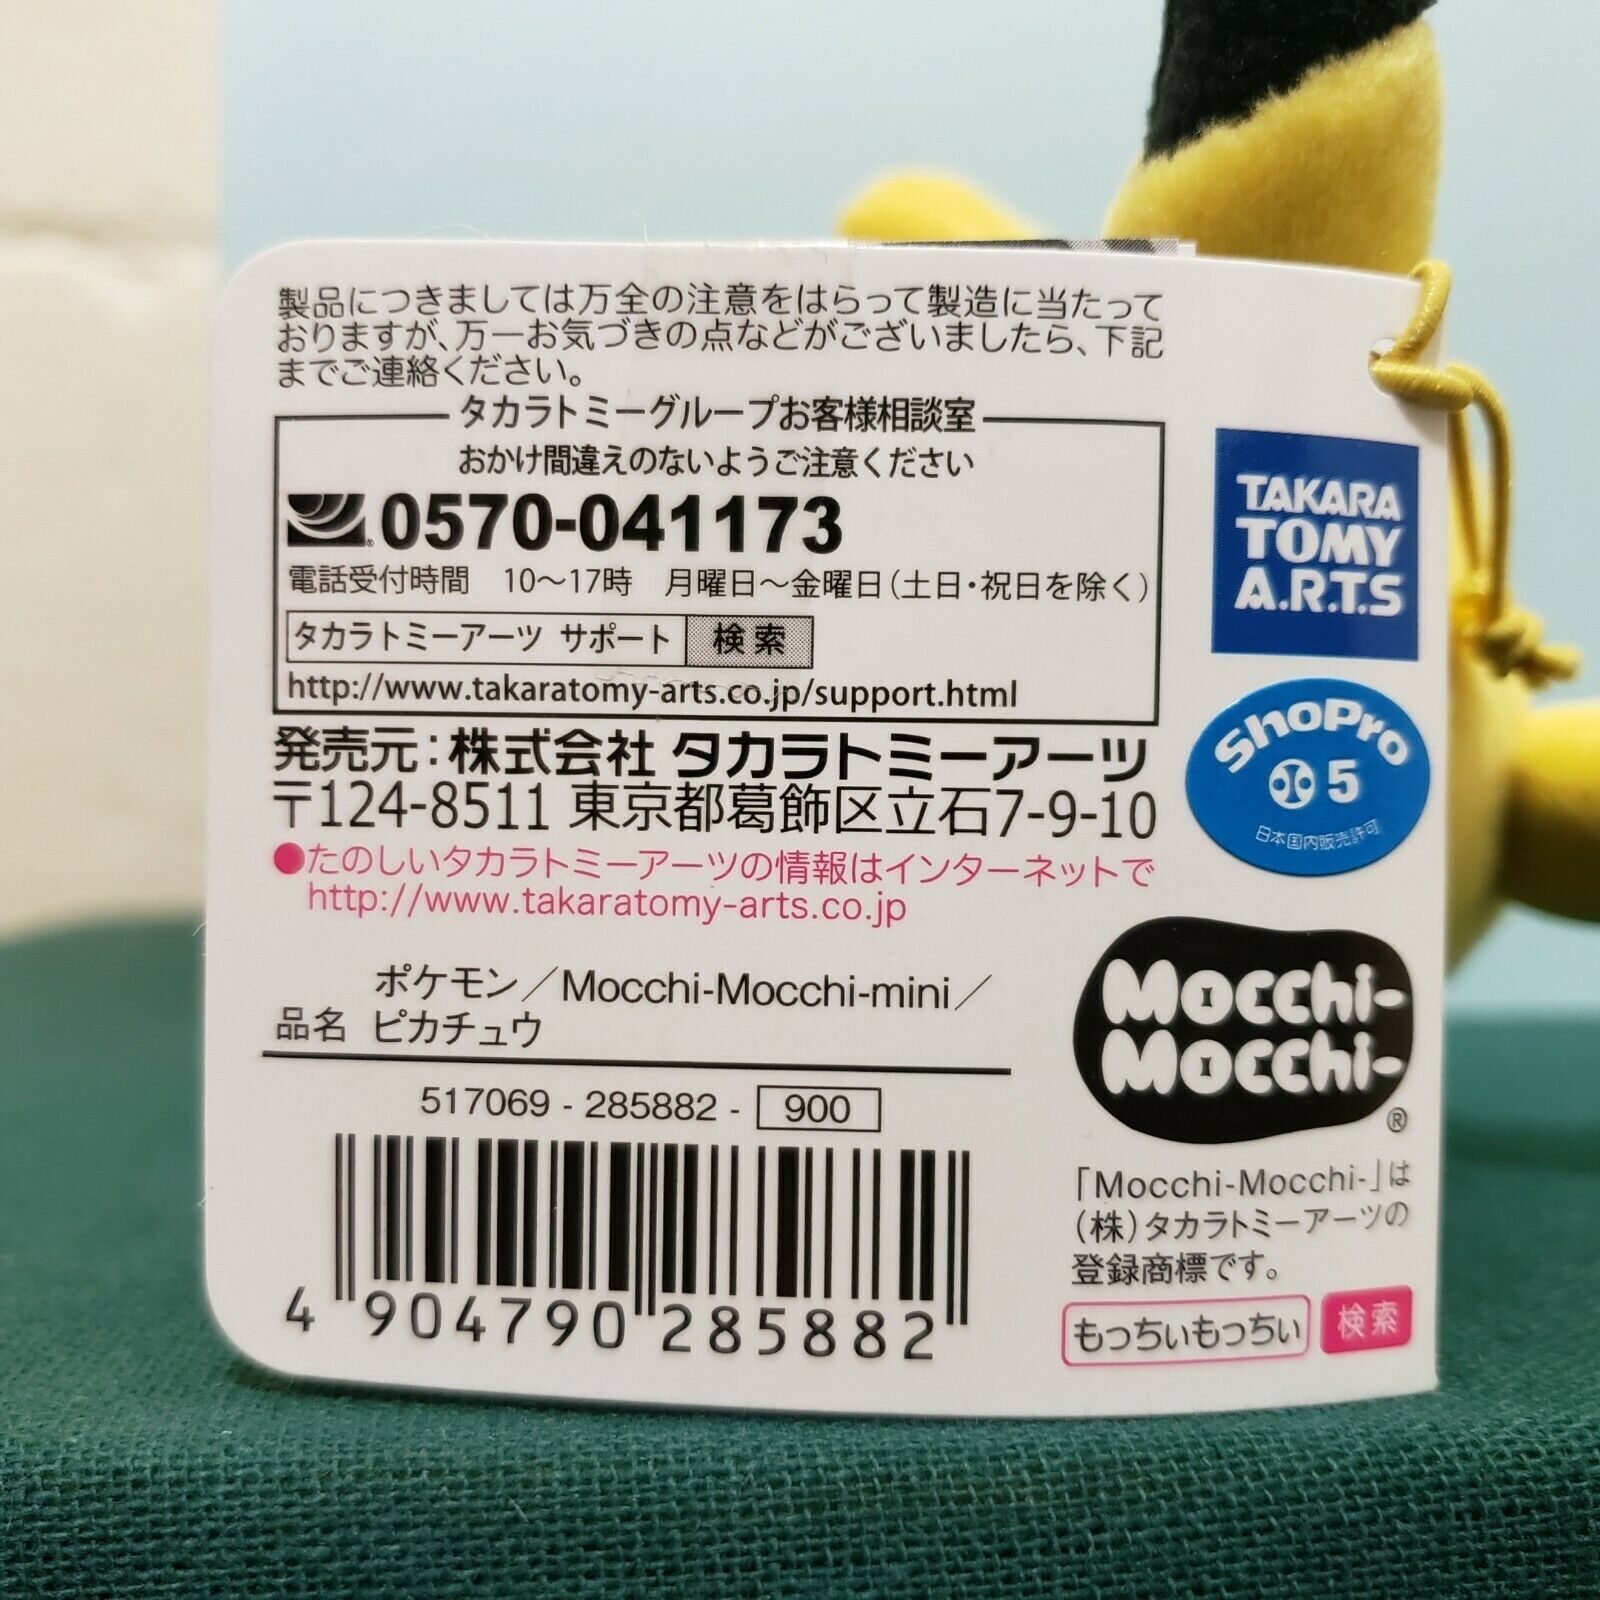 製品につきましては万全の注意をはらって製造に当たって
おりますが、万一お気づきの点などがございましたら、下記
までご連絡ください。
タカラトミーグループお客様相談室
おかけ間違えのないようご注意ください
0570-041173
電話受付時間 10〜17時 月曜日〜金曜日(土日・祝日を除く)
タカラトミーアーツ サポート 検索
http://www.takaratomy-arts.co.jp/support.html
発売元:株式会社 タカラトミーアーツ
〒124-8511 東京都葛飾区立石7-9-10
●たのしいタカラトミーアーツの情報はインターネットで
http://www.takaratomy-arts.co.jp
品名 ポケモン/Mocchi-Mocchi-mini/
ピカチュウ
517069 - 285882 - 900
4 904790 285882
TAKARA
TOMY
A.R.T.S
ShoPro
5
日本国内販売許可
Mocchi-
Mocchi-
®
「Mocchi-Mocchi-」は
(株)タカラトミーアーツの
登録商標です。
もっちぃもっちぃ 検索